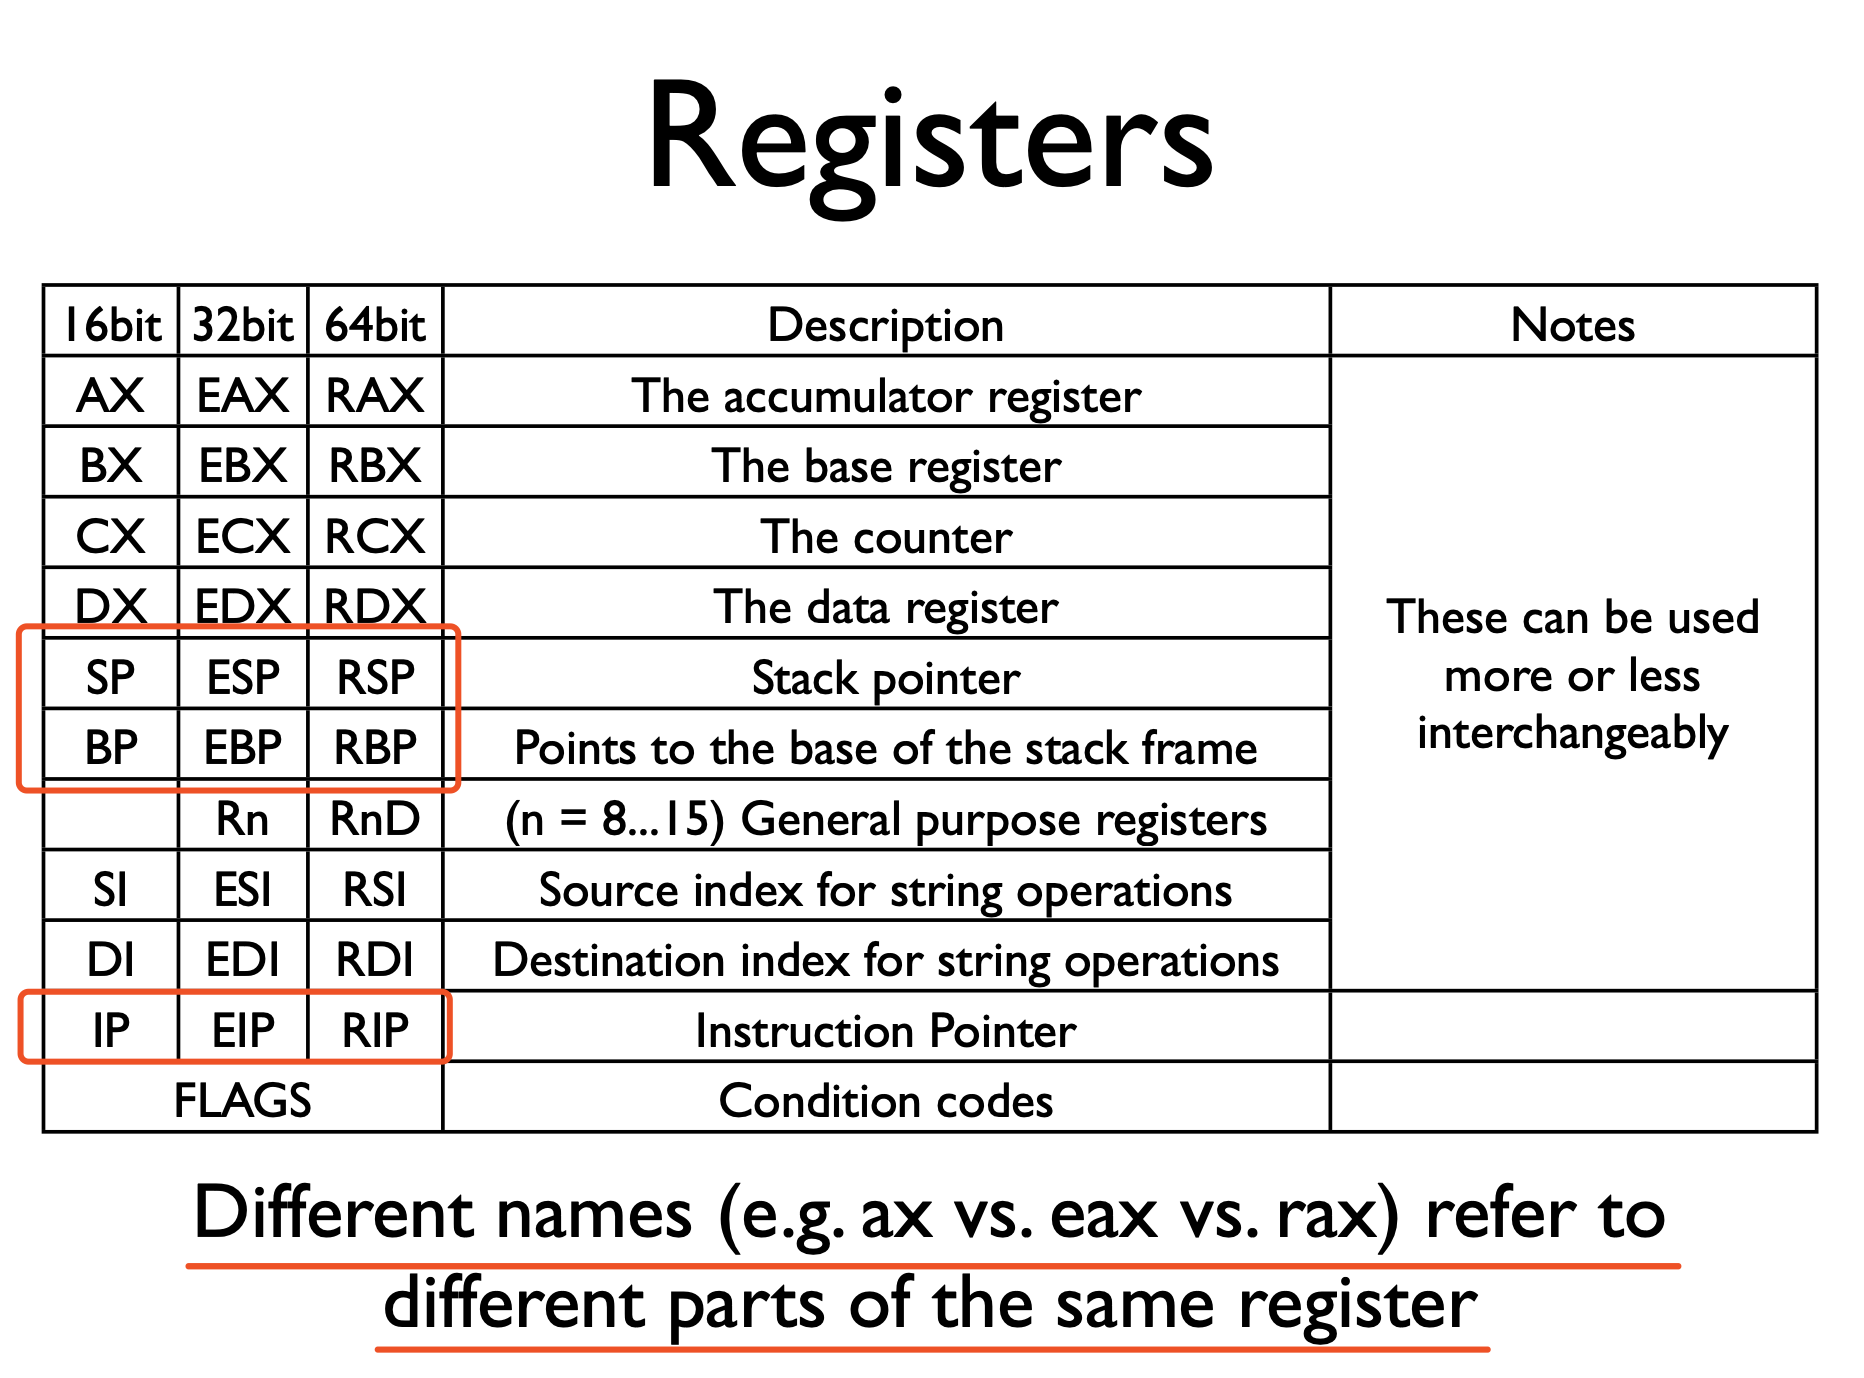 Registers
16bit 32bit 64bit Description Notes
AX EAX RAX The accumulator register
BX EBX RBX The base register
CX ECX RCX The counter
DX EDX RDX The data register
SP ESP RSP Stack pointer
BP EBP RBP Points to the base of the stack frame
Rn RnD (n = 8...15) General purpose registers
SI ESI RSI Source index for string operations
DI EDI RDI Destination index for string operations
These can be used
more or less
interchangeably
IP EIP RIP Instruction Pointer
FLAGS Condition codes
Different names (e.g. ax vs. eax vs. rax) refer to
different parts of the same register